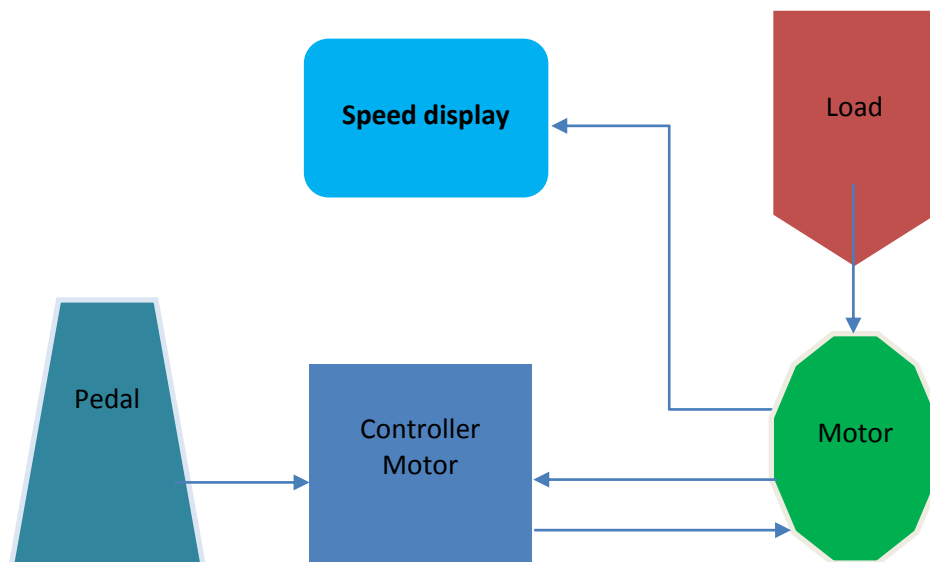 Speed display
Load
Pedal
Controller
Motor
Motor